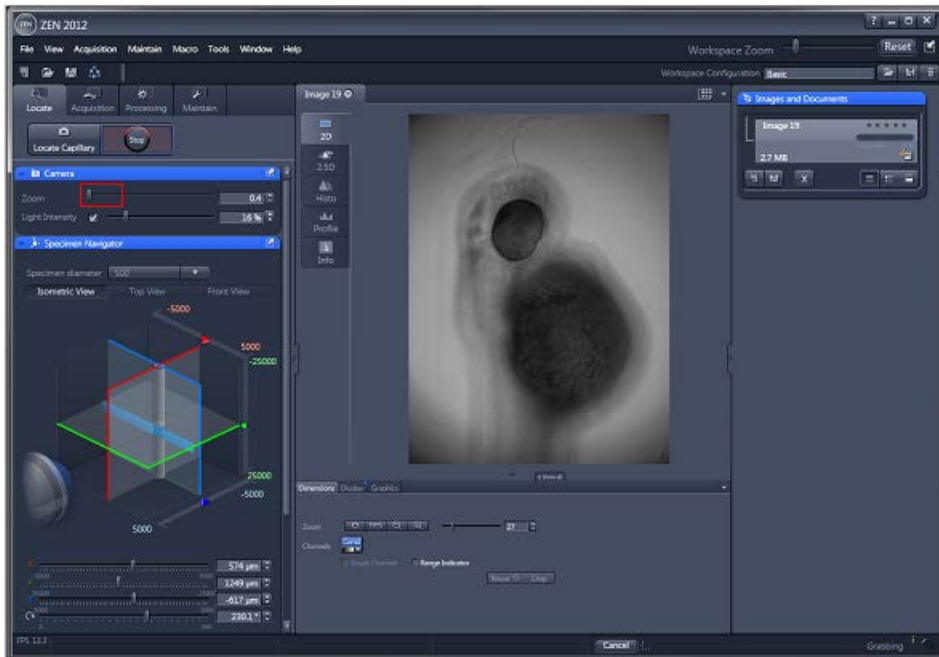 ZEN ZEN 2012
File View Acquisition Maintain Macro Tools Window Help
Workspace Zoom Reset
Workspace Configuration Basic
Locate Acquisition Processing Maintain
Image 19
Images and Documents
Locate Capillary Stop
2D
Image 19
2.5D
2.7 MB
Camera
Histo
Zoom 0.4
Profile
Light Intensity 16 %
Info
Specimen Navigator
Specimen diameter 500
Isometric View Top View Front View
-5000
5000
-25000
25000
-5000
5000
Dimensions Display Graphics
Zoom 27
Channels
Single Channel Range Indicator
574 µm
1249 µm
-617 µm
230.1 °
FPS 13.3
Cancel
Grabbing